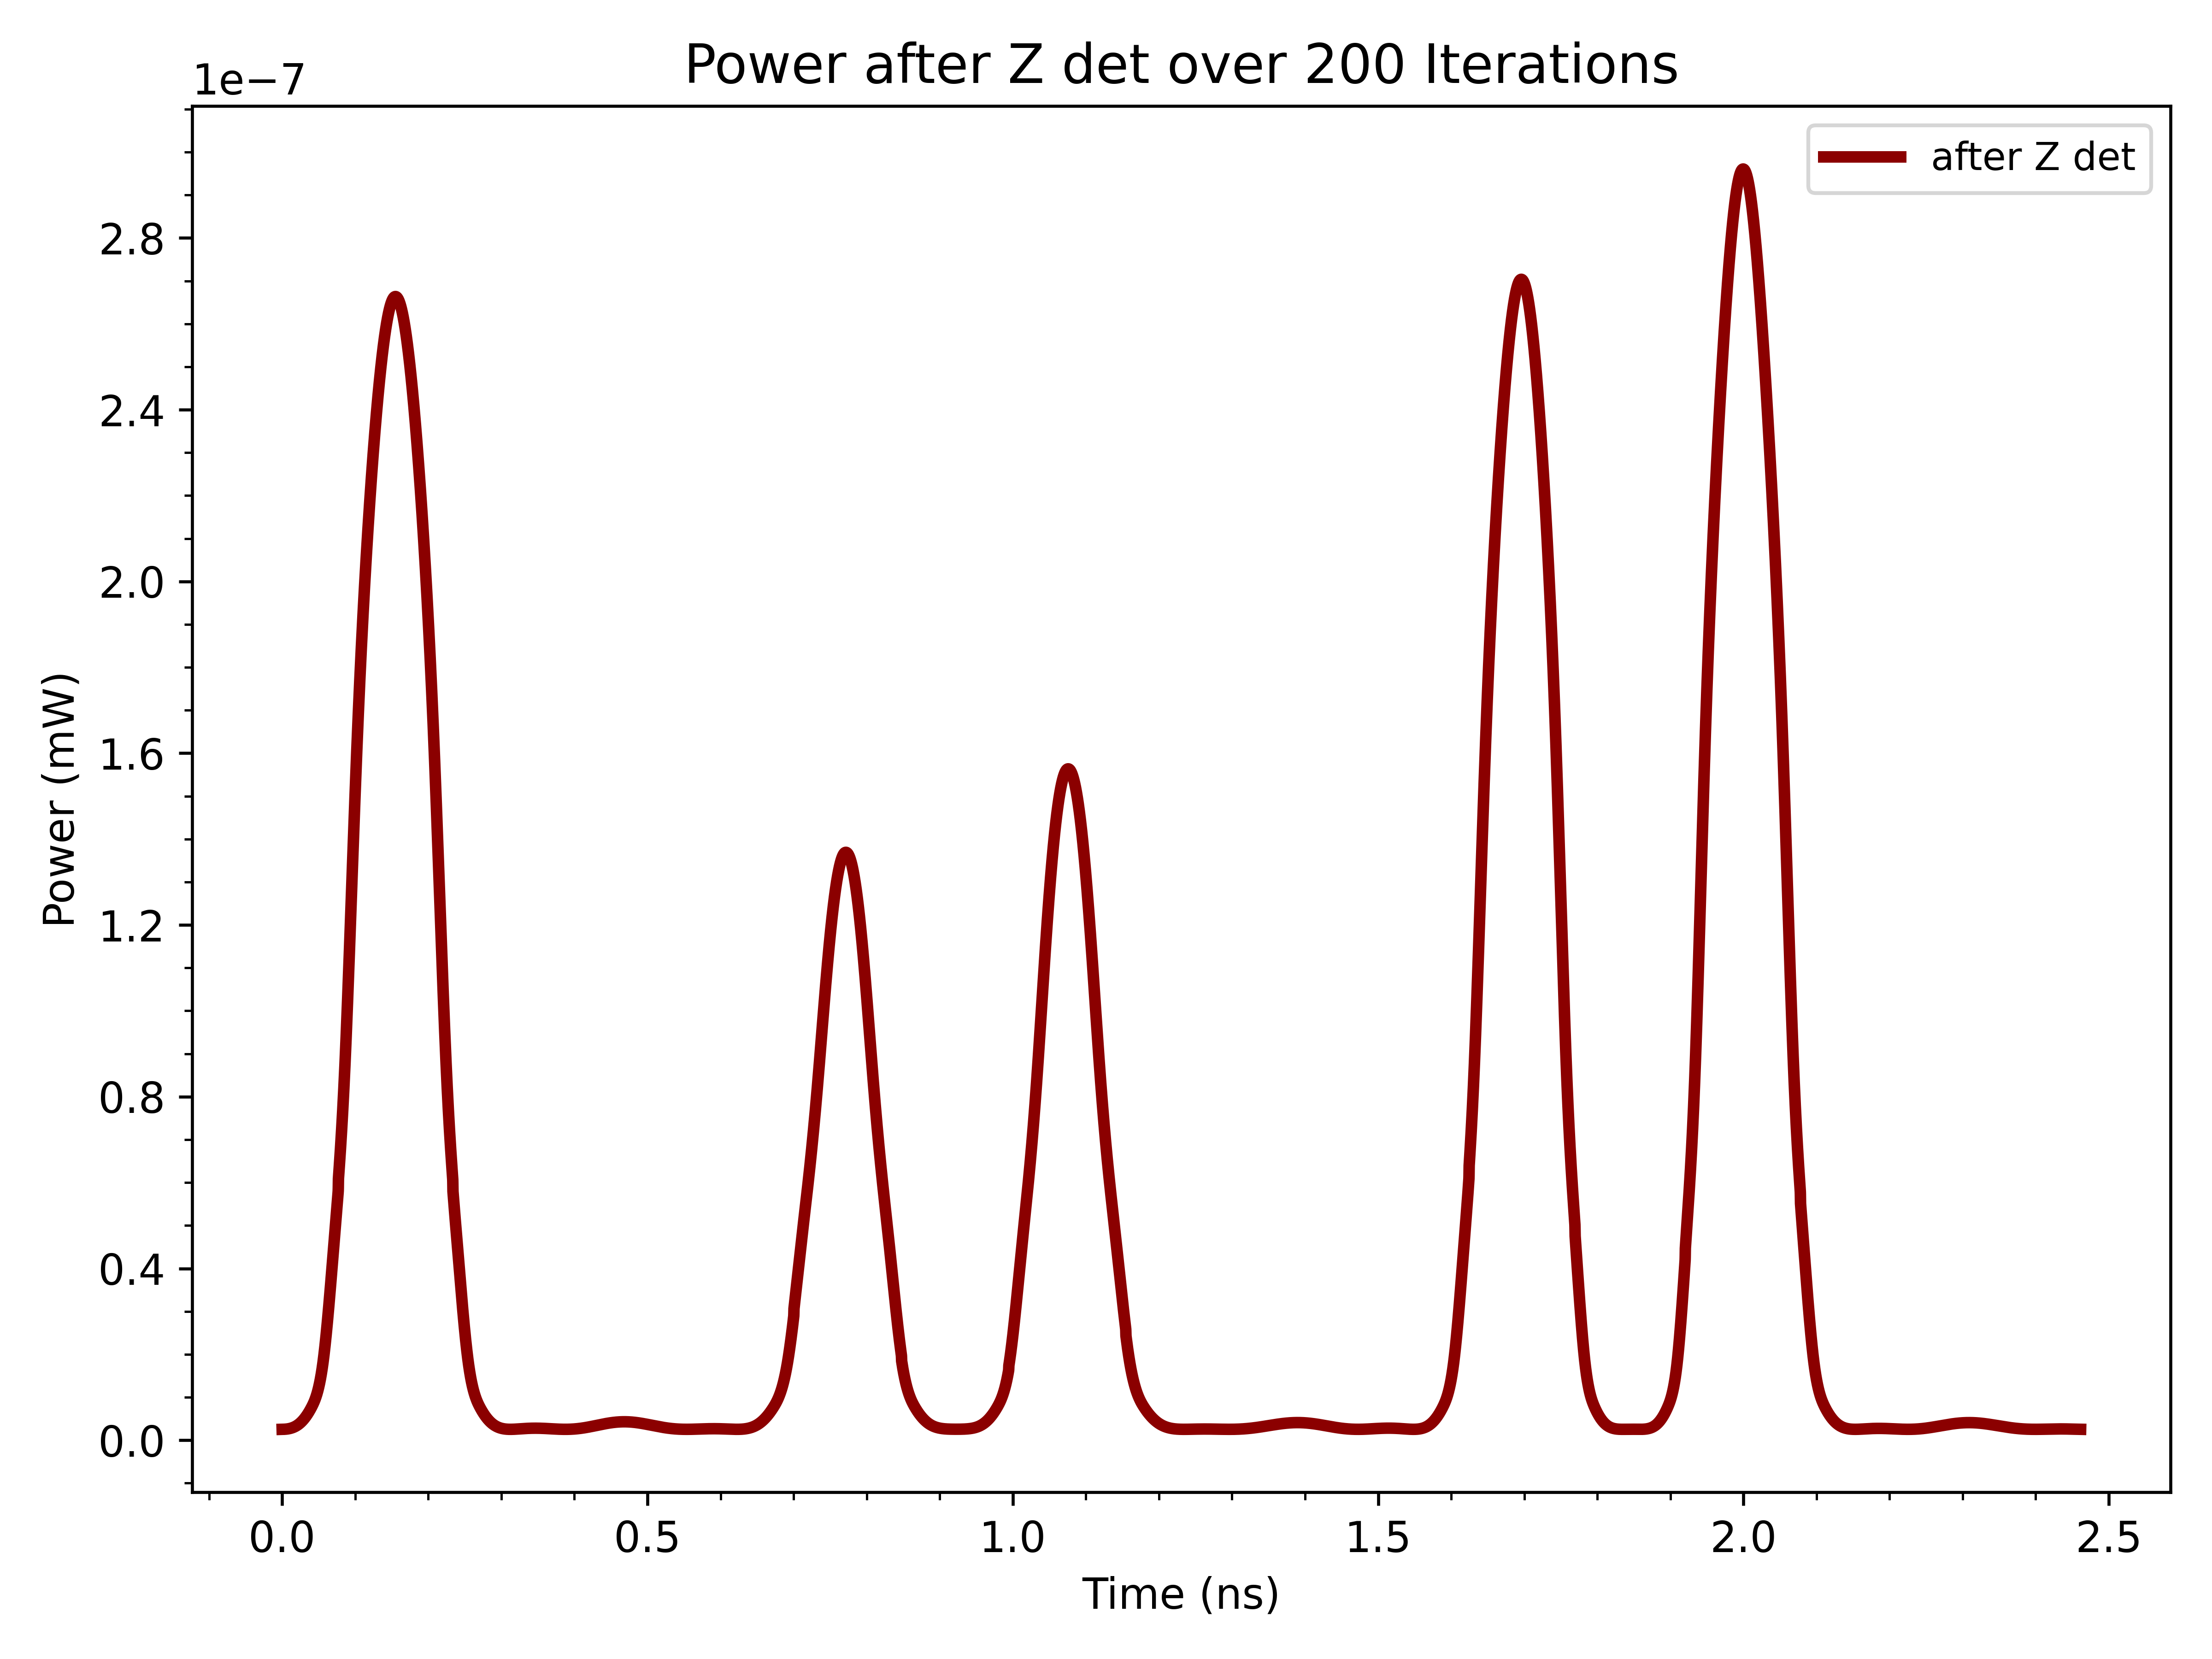 Power after Z det over 200 Iterations
1e−7
after Z det
2.8
2.4
2.0
1.6
1.2
0.8
0.4
0.0
Power (mW)
0.0 0.5 1.0 1.5 2.0 2.5
Time (ns)